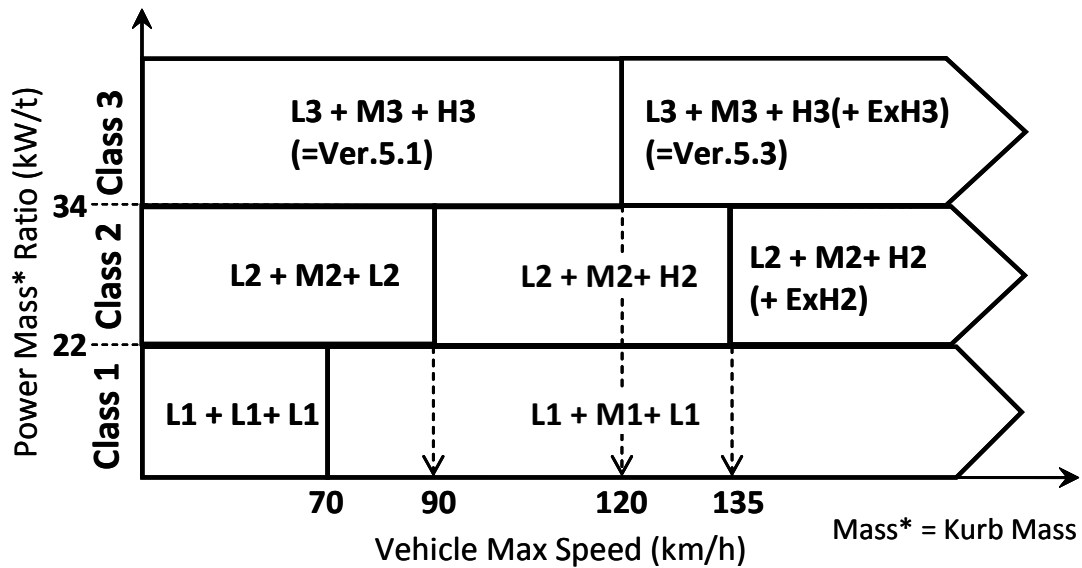 Power Mass* Ratio (kW/t)
Class 3
L3 + M3 + H3
(=Ver.5.1)
L3 + M3 + H3(+ ExH3)
(=Ver.5.3)
34
Class 2
L2 + M2+ L2
L2 + M2+ H2
L2 + M2+ H2
(+ ExH2)
22
Class 1
L1 + L1+ L1
L1 + M1+ L1
70
90
120
135
Vehicle Max Speed (km/h)
Mass* = Kurb Mass